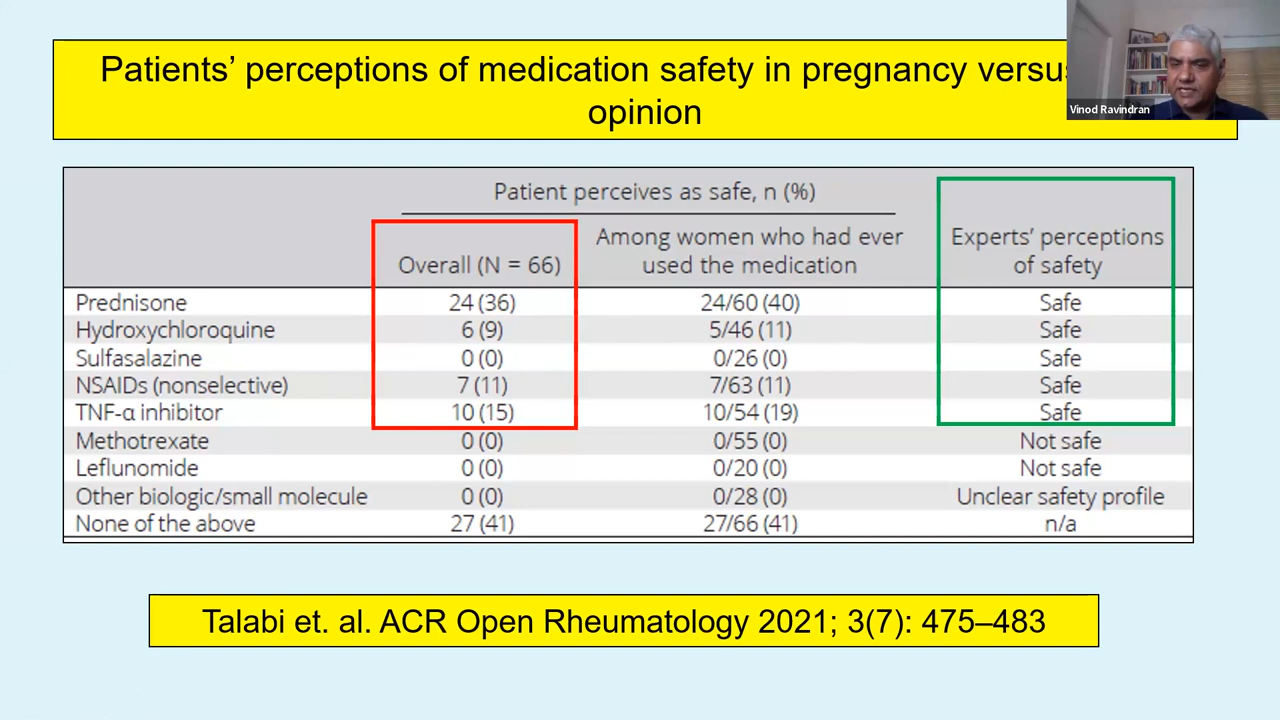 Patients’ perceptions of medication safety in pregnancy versus
opinion
Vinod Ravindran
Patient perceives as safe, n (%)
Overall (N = 66)
Among women who had ever
used the medication
Experts’ perceptions
of safety
Prednisone 24 (36) 24/60 (40) Safe
Hydroxychloroquine 6 (9) 5/46 (11) Safe
Sulfasalazine 0 (0) 0/26 (0) Safe
NSAIDs (nonselective) 7 (11) 7/63 (11) Safe
TNF-α inhibitor 10 (15) 10/54 (19) Safe
Methotrexate 0 (0) 0/55 (0) Not safe
Leflunomide 0 (0) 0/20 (0) Not safe
Other biologic/small molecule 0 (0) 0/28 (0) Unclear safety profile
None of the above 27 (41) 27/66 (41) n/a
Talabi et. al. ACR Open Rheumatology 2021; 3(7): 475–483